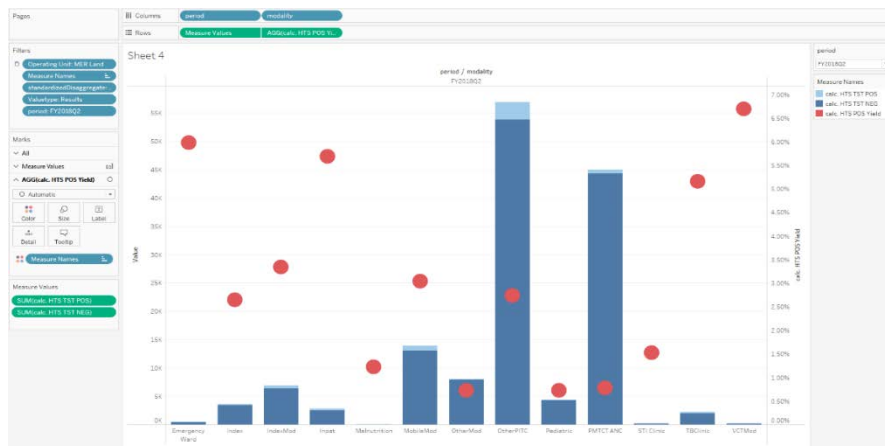 Pages
Columns
period
modality
Rows
Measure Values
AGG(calc. HTS POS Yi..
Filters
Operating Unit: MER Land
Measure Names
standardizedDisaggregate..
Valuetype: Results
period: FY2018Q2
Marks
All
Measure Values
AGG(calc. HTS POS Yield)
Automatic
Color
Size
Label
Detail
Tooltip
Measure Names
Measure Values
SUM(calc. HTS TST POS)
SUM(calc. HTS TST NEG)
Sheet 4
period / modality
FY2018Q2
Value
55K
50K
45K
40K
35K
30K
25K
20K
15K
10K
5K
0K
Emergency Ward
Index
IndexMod
Inpat
Malnutrition
MobileMod
OtherMod
OtherPITC
Pediatric
PMTCT ANC
STI Clinic
TBClinic
VCTMod
7.00%
6.50%
6.00%
5.50%
5.00%
4.50%
4.00%
3.50%
3.00%
2.50%
2.00%
1.50%
1.00%
0.50%
0.00%
calc. HTS POS Yield
period
FY2018Q2
Measure Names
calc. HTS TST POS
calc. HTS TST NEG
calc. HTS POS Yield